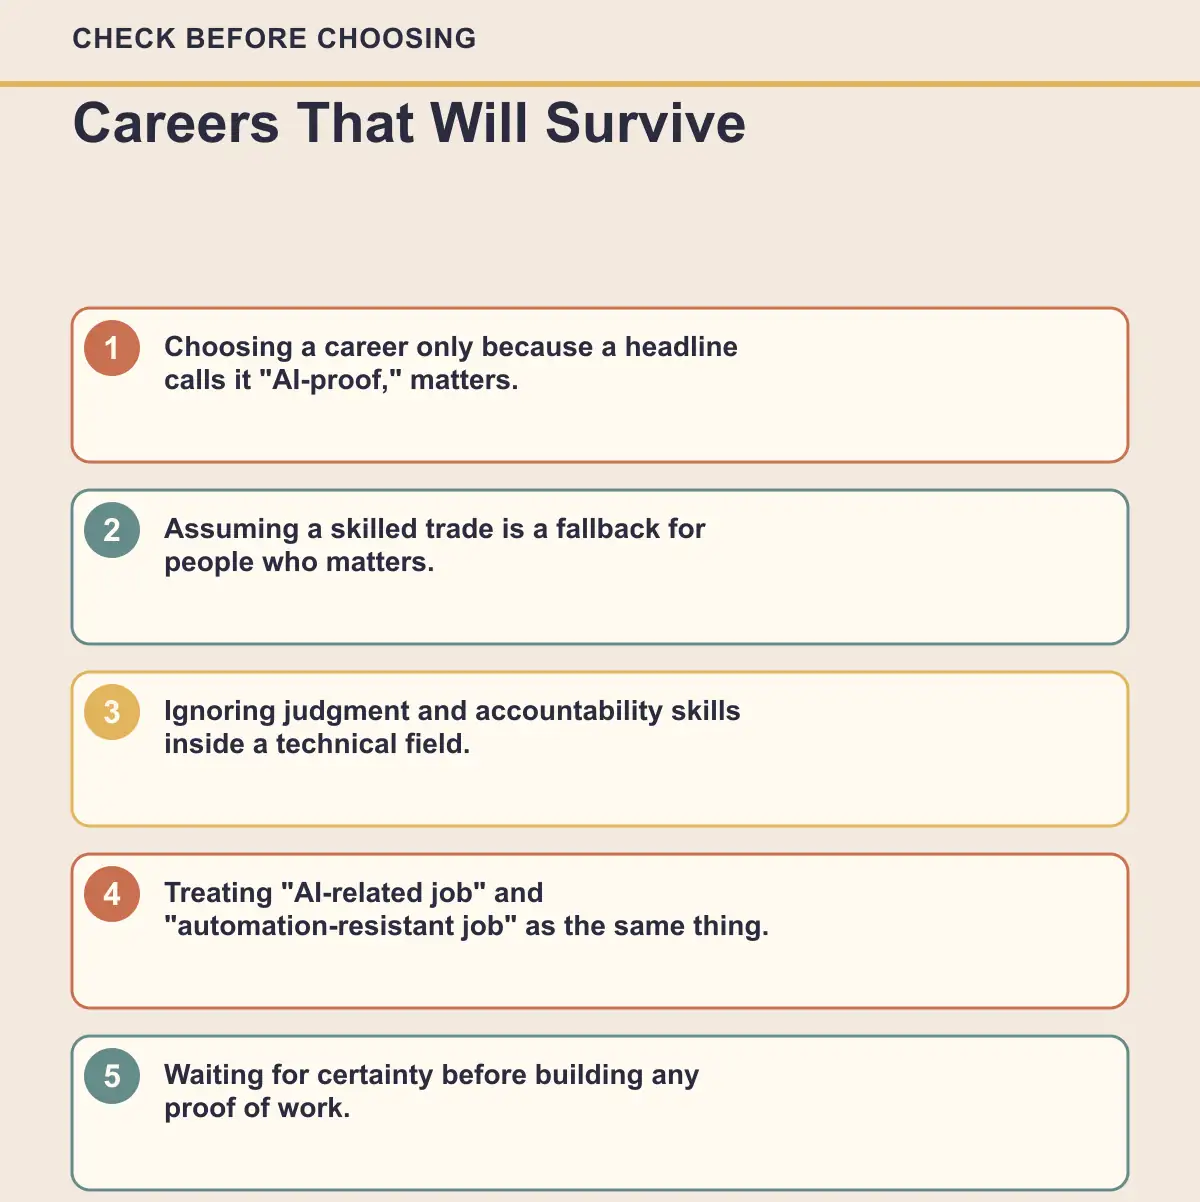 CHECK BEFORE CHOOSING
Careers That Will Survive
1
Choosing a career only because a headline
calls it "AI-proof," matters.
2
Assuming a skilled trade is a fallback for
people who matters.
3
Ignoring judgment and accountability skills
inside a technical field.
4
Treating "AI-related job" and
"automation-resistant job" as the same thing.
5
Waiting for certainty before building any
proof of work.